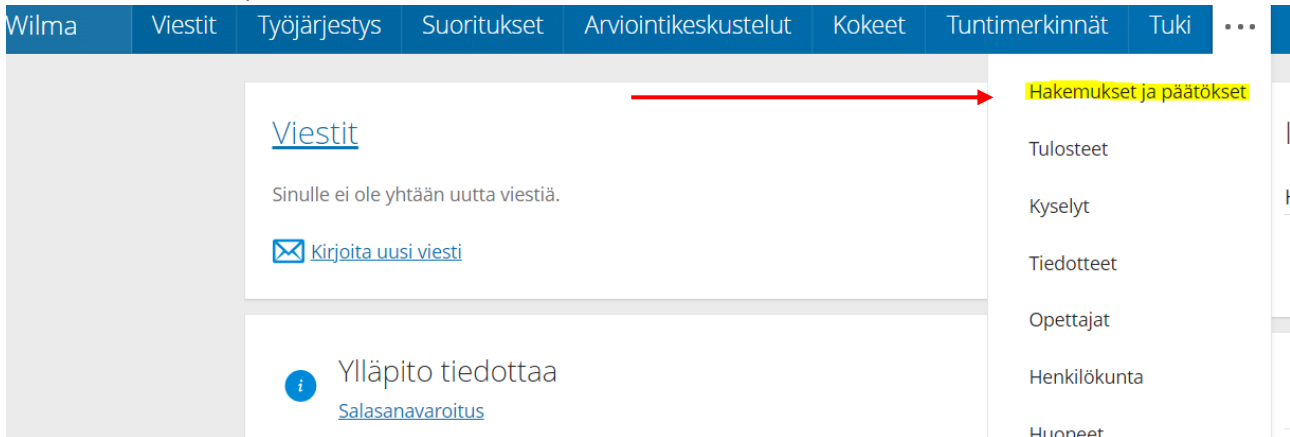 Wilma Viestit Työjärjestys Suoritukset Arviointikeskustelut Kokeet Tuntimerkinnät Tuki ...
Hakemukset ja päätökset
Viestit
Tulosteet
Sinulle ei ole yhtään uutta viestiä.
Kyselyt
Kirjoita uusi viesti
Tiedotteet
Opettajat
Ylläpito tiedottaa
Henkilökunta
Salasanavaroitus
Huoneet